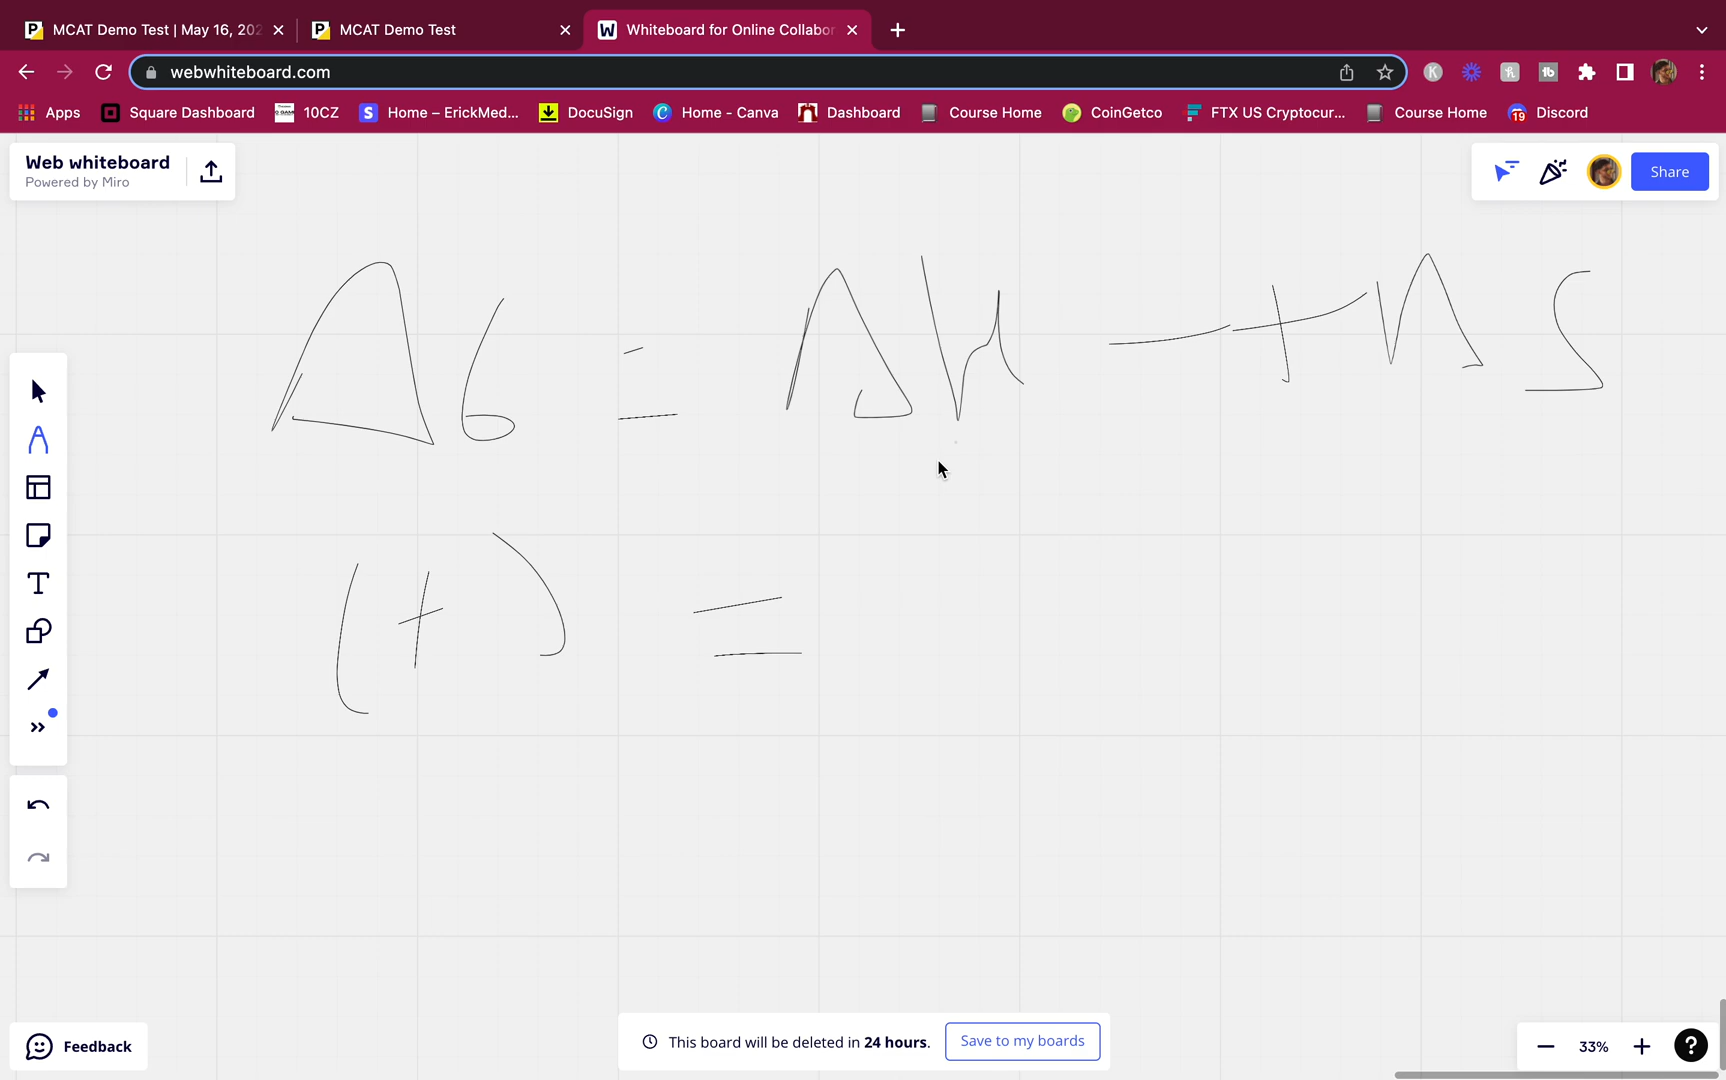 MCAT Demo Test | May 16, 202
MCAT Demo Test
Whiteboard for Online Collabor
webwhiteboard.com
Apps
Square Dashboard
10CZ
Home – ErickMed...
DocuSign
Home - Canva
Dashboard
Course Home
CoinGetco
FTX US Cryptocur...
Course Home
19
Discord
Web whiteboard
Powered by Miro
Share
ΔG = ΔH - TΔS
(+) =
Feedback
This board will be deleted in 24 hours.
Save to my boards
33%